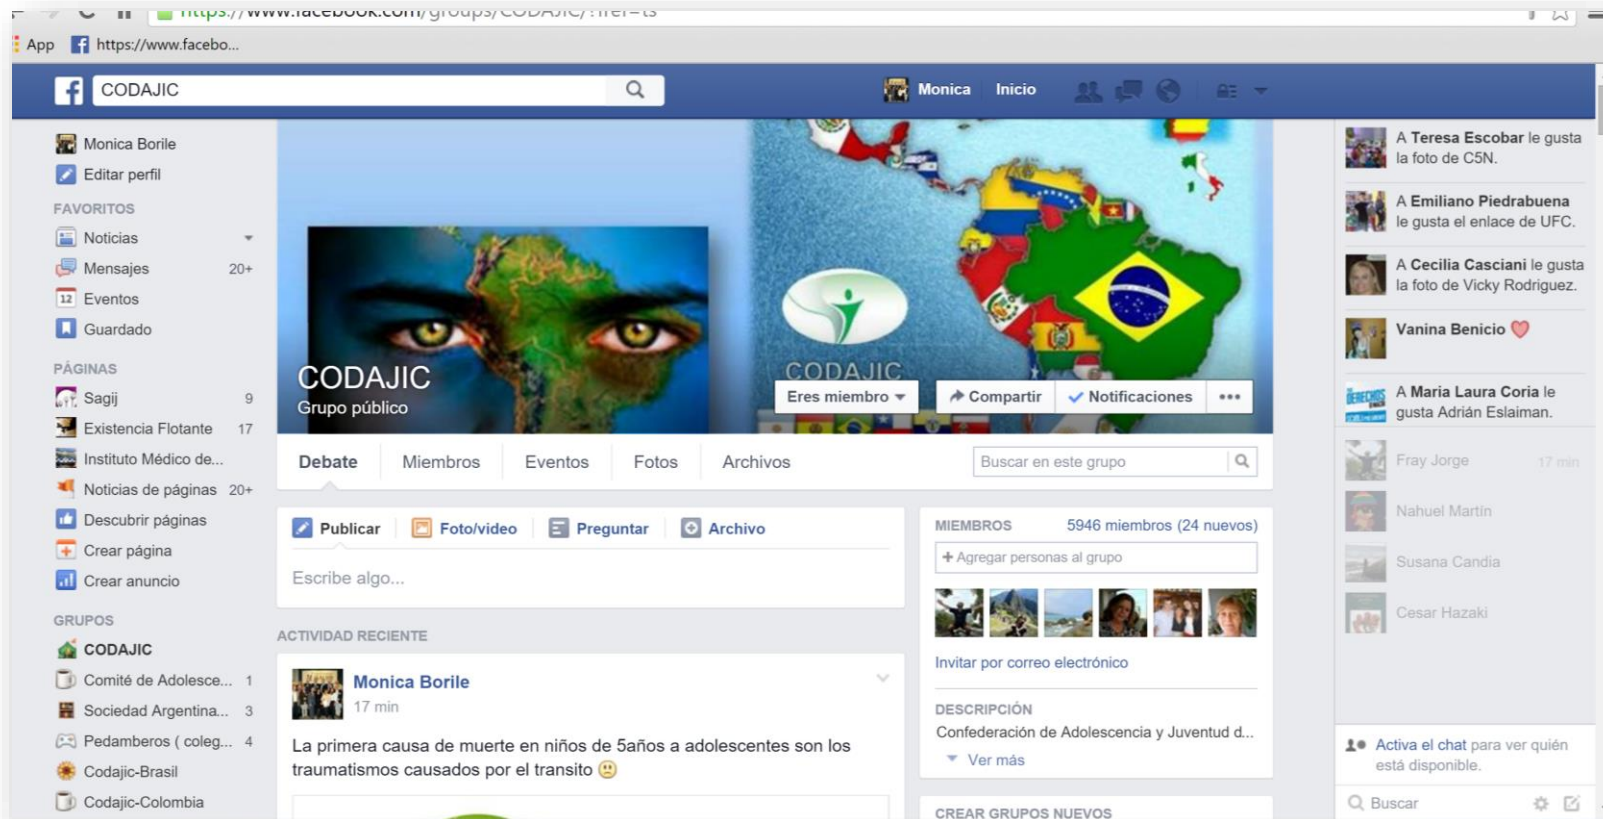 https://www.facebook.com/groups/CODAJIC/?fref=ts
App https://www.facebo...
CODAJIC
Monica Inicio
Monica Borile
Editar perfil
FAVORITOS
Noticias
Mensajes 20+
12 Eventos
Guardado
PÁGINAS
Sagij 9
Existencia Flotante 17
Instituto Médico de...
Noticias de páginas 20+
Descubrir páginas
Crear página
Crear anuncio
GRUPOS
CODAJIC
Comité de Adolesce... 1
Sociedad Argentina... 3
Pedamberos ( coleg... 4
Codajic-Brasil
Codajic-Colombia
CODAJIC
CODAJIC
Grupo público
Eres miembro Compartir Notificaciones
Debate Miembros Eventos Fotos Archivos Buscar en este grupo
Publicar Foto/video Preguntar Archivo
Escribe algo...
ACTIVIDAD RECIENTE
Monica Borile
17 min
La primera causa de muerte en niños de 5años a adolescentes son los
traumatismos causados por el transito
MIEMBROS 5946 miembros (24 nuevos)
+ Agregar personas al grupo
Invitar por correo electrónico
DESCRIPCIÓN
Confederación de Adolescencia y Juventud d...
Ver más
CREAR GRUPOS NUEVOS
A Teresa Escobar le gusta
la foto de C5N.
A Emiliano Piedrabuena
le gusta el enlace de UFC.
A Cecilia Casciani le gusta
la foto de Vicky Rodriguez.
Vanina Benicio
A Maria Laura Coria le
gusta Adrián Eslaiman.
Fray Jorge 17 min
Nahuel Martín
Susana Candia
Cesar Hazaki
Activa el chat para ver quién
está disponible.
Buscar